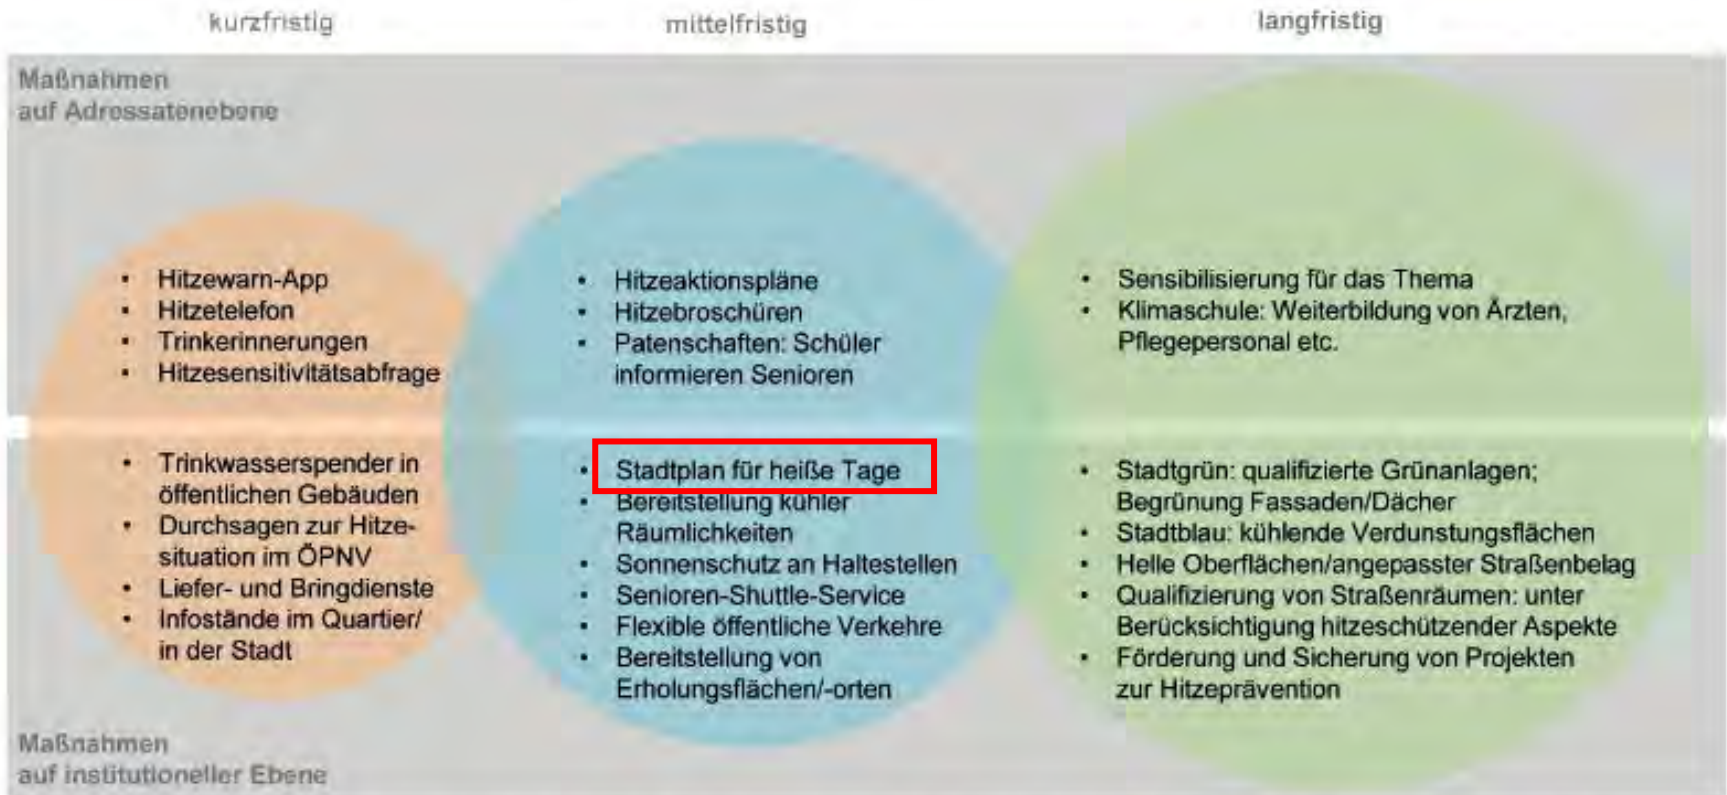 kurzfristig
mittelfristig
langfristig
Maßnahmen
auf Adressatenebene
• Hitzewarn-App
• Hitzetelefon
• Trinkerinnerungen
• Hitzesensitivitätsabfrage
• Hitzeaktionspläne
• Hitzebroschüren
• Patenschaften: Schüler
informieren Senioren
• Sensibilisierung für das Thema
• Klimaschule: Weiterbildung von Ärzten,
Pflegepersonal etc.
• Trinkwasserspender in
öffentlichen Gebäuden
• Durchsagen zur Hitze-
situation im ÖPNV
• Liefer- und Bringdienste
• Infostände im Quartier/
in der Stadt
• Stadtplan für heiße Tage
• Bereitstellung kühler
Räumlichkeiten
• Sonnenschutz an Haltestellen
• Senioren-Shuttle-Service
• Flexible öffentliche Verkehre
• Bereitstellung von
Erholungsflächen/-orten
• Stadtgrün: qualifizierte Grünanlagen;
Begrünung Fassaden/Dächer
• Stadtblau: kühlende Verdunstungsflächen
• Helle Oberflächen/angepasster Straßenbelag
• Qualifizierung von Straßenräumen: unter
Berücksichtigung hitzeschützender Aspekte
• Förderung und Sicherung von Projekten
zur Hitzeprävention
Maßnahmen
auf institutioneller Ebene